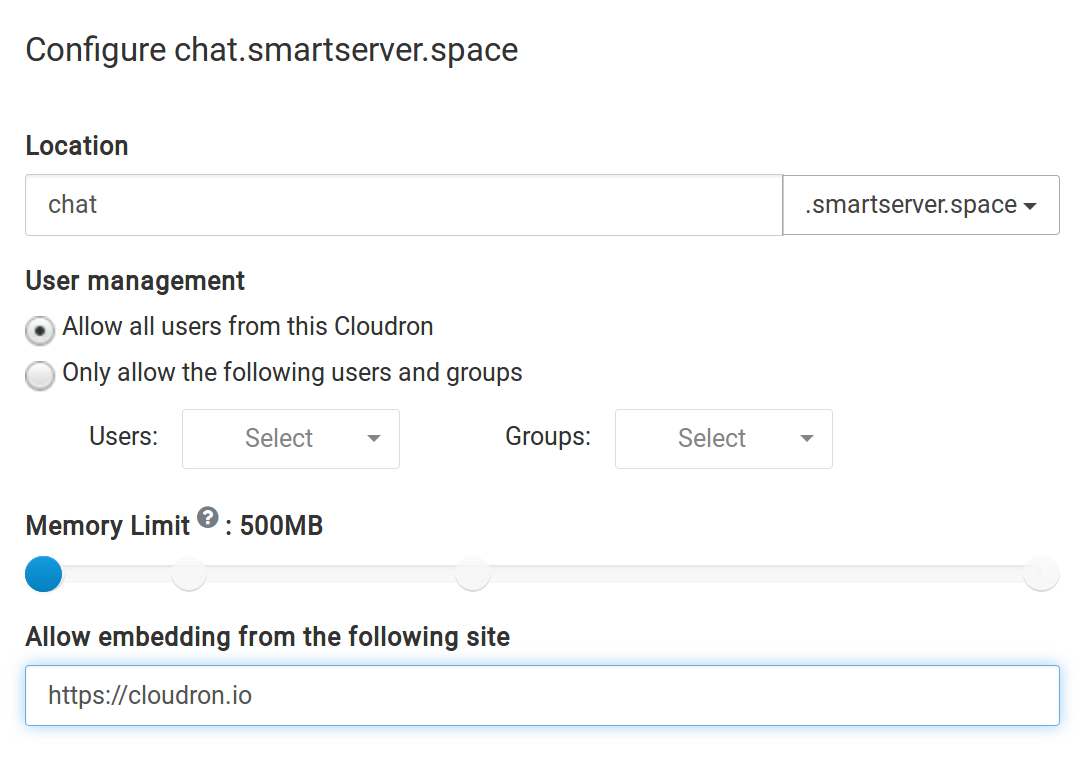 Configure chat.smartserver.space
Location
chat .smartserver.space
User management
Allow all users from this Cloudron
Only allow the following users and groups
Users: Select Groups: Select
Memory Limit ? : 500MB
Allow embedding from the following site
https://cloudron.io